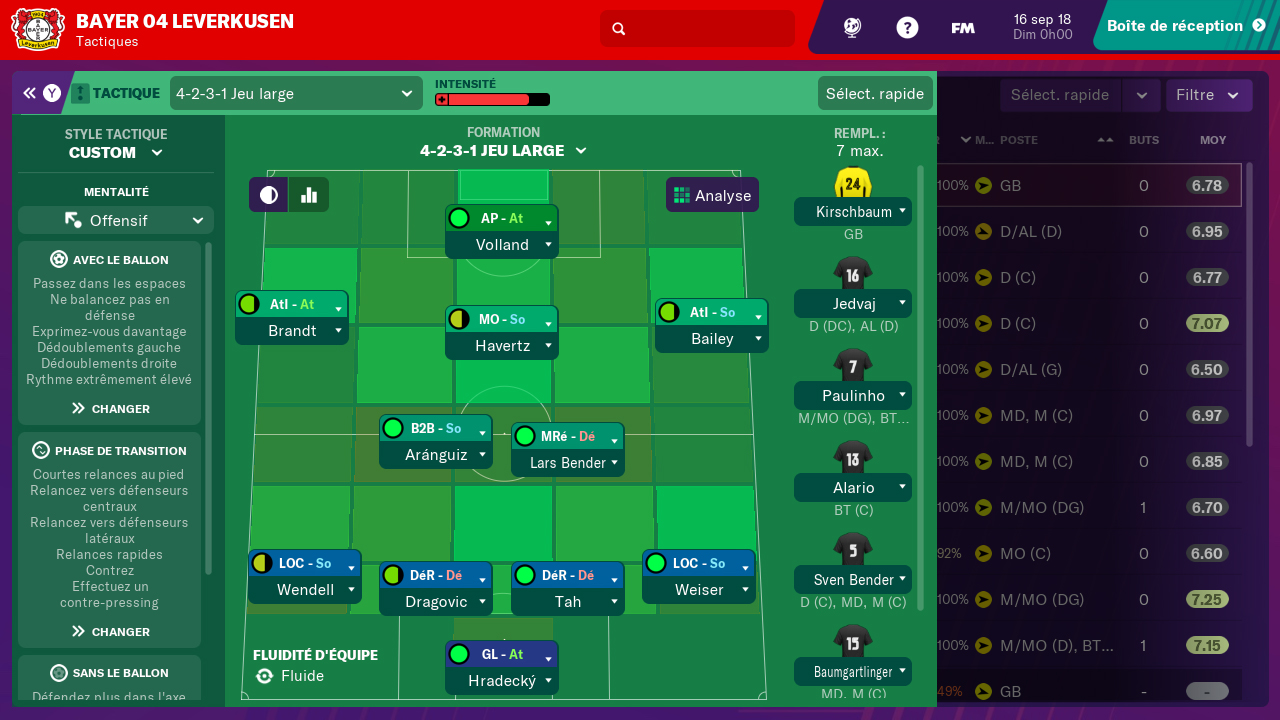 BAYER 04 LEVERKUSEN
Tactiques
16 sep 18
Dim 0h00
Boîte de réception
?
FM
Y
TACTIQUE
4-2-3-1 Jeu large
INTENSITÉ
Sélect. rapide
Sélect. rapide
Filtre
STYLE TACTIQUE
CUSTOM
MENTALITÉ
Offensif
AVEC LE BALLON
Passez dans les espaces
Ne balancez pas en
défense
Exprimez-vous davantage
Dédoublements gauche
Dédoublements droite
Rythme extrêmement élevé
CHANGER
PHASE DE TRANSITION
Courtes relances au pied
Relancez vers défenseurs
centraux
Relancez vers défenseurs
latéraux
Relances rapides
Contrez
Effectuez un
contre-pressing
CHANGER
SANS LE BALLON
Défendez plus dans l'axe
FORMATION
4-2-3-1 JEU LARGE
Analyse
AP - At
Volland
Atl - At
Brandt
MO - So
Havertz
Atl - So
Bailey
B2B - So
Aránguiz
MRé - Dé
Lars Bender
LOC - So
Wendell
DéR - Dé
Dragovic
DéR - Dé
Tah
LOC - So
Weiser
GL - At
Hradecký
FLUIDITÉ D'ÉQUIPE
Fluide
REMPL. :
7 max.
24
Kirschbaum
GB
16
Jedvaj
D (DC), AL (D)
7
Paulinho
M/MO (DG), BT...
13
Alario
BT (C)
5
Sven Bender
D (C), MD, M (C)
15
Baumgartlinger
MD, M (C)
R M... POSTE BUTS MOY
100% GB 0 6.78
100% D/AL (D) 0 6.95
100% D (C) 0 6.77
100% D (C) 0 7.07
100% D/AL (G) 0 6.50
100% MD, M (C) 0 6.97
100% MD, M (C) 0 6.85
100% M/MO (DG) 1 6.70
92% MO (C) 0 6.60
100% M/MO (DG) 0 7.25
100% M/MO (D), BT... 1 7.15
49% GB - -